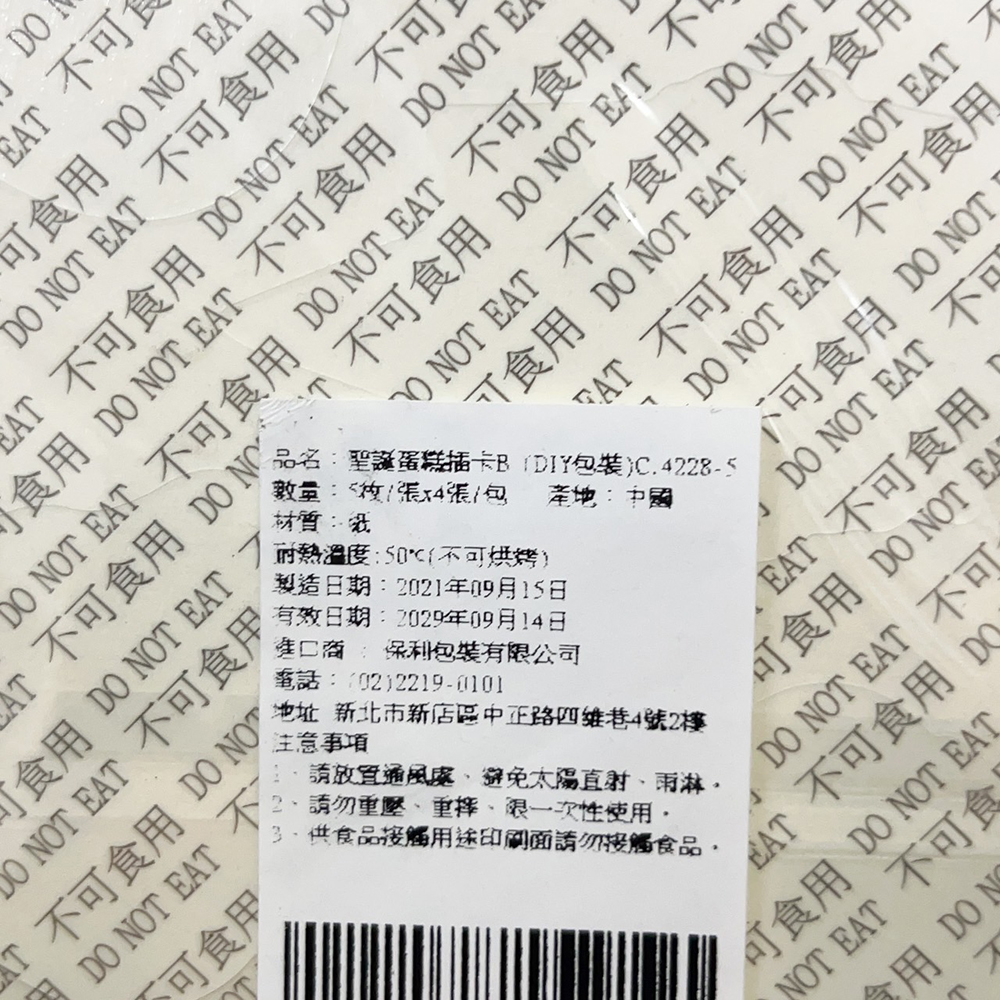 不可食用
DO NOT EAT
品名：聖誕蛋糕插卡B (DIY包裝)C.4228-5
數量：5枚/張x4張/包 產地：中國
材質：紙
耐熱溫度:50℃(不可烘烤)
製造日期：2021年09月15日
有效日期：2029年09月14日
進口商： 保利包裝有限公司
電話：(02)2219-0101
地址 新北市新店區中正路四維巷4號2樓
注意事項
1、請放置通風處、避免太陽直射、雨淋。
2、請勿重壓、重摔、限一次性使用。
3、供食品接觸用途印刷面請勿接觸食品。